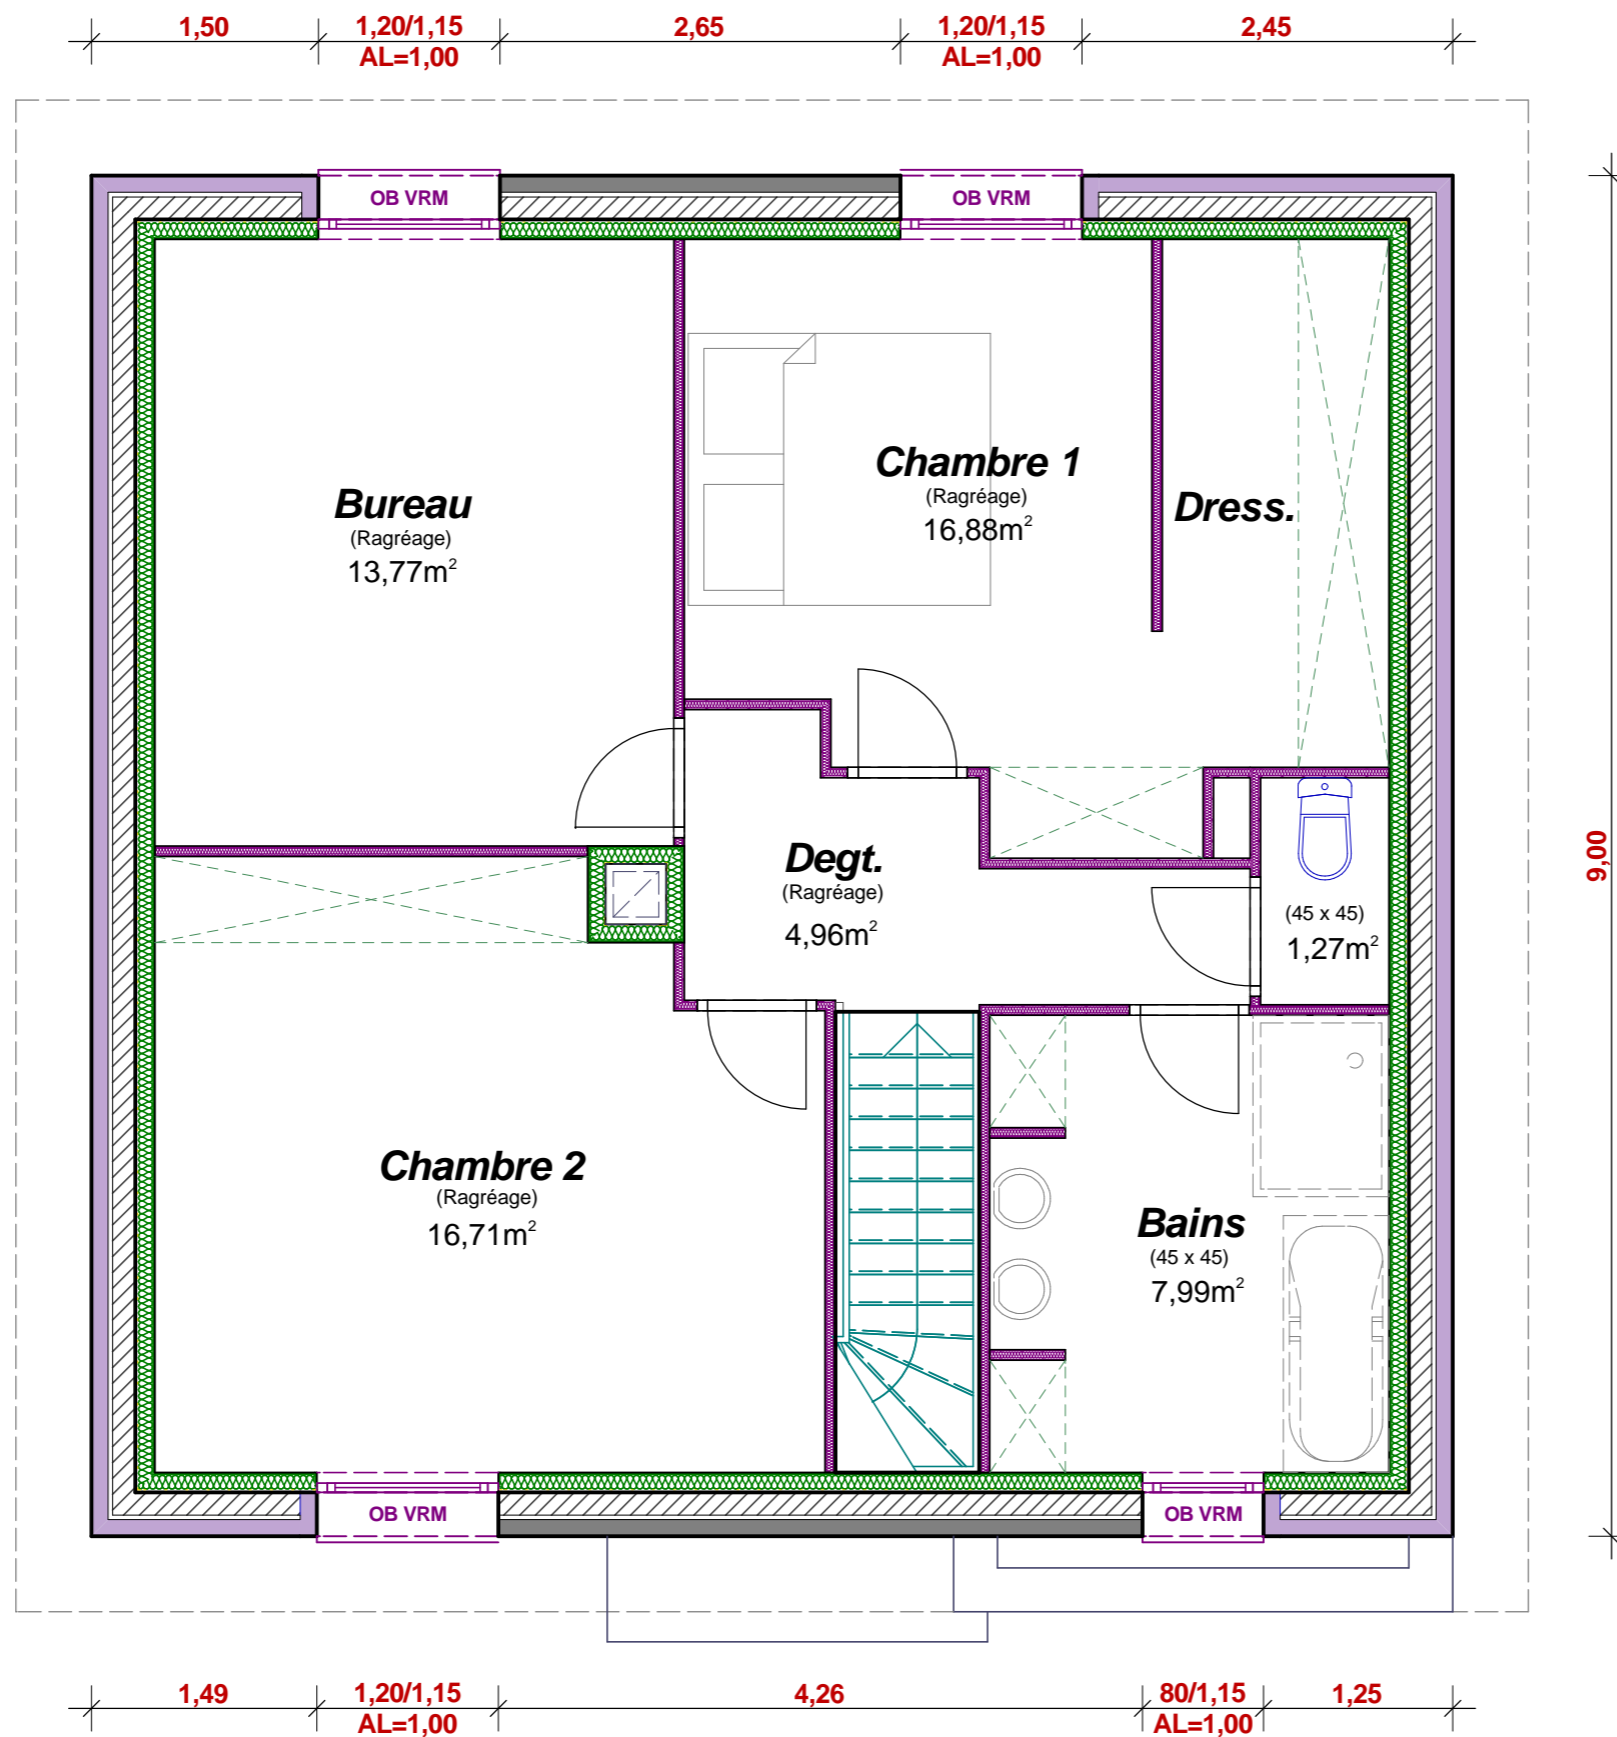 1,50
1,20/1,15
AL=1,00
2,65
1,20/1,15
AL=1,00
2,45
OB VRM
OB VRM
Chambre 1
(Ragréage)
16,88m²
Bureau
(Ragréage)
13,77m²
Dress.
9,00
Degt.
(Ragréage)
4,96m²
(45 x 45)
1,27m²
Chambre 2
(Ragréage)
16,71m²
Bains
(45 x 45)
7,99m²
OB VRM
OB VRM
1,49
1,20/1,15
AL=1,00
4,26
80/1,15
AL=1,00
1,25